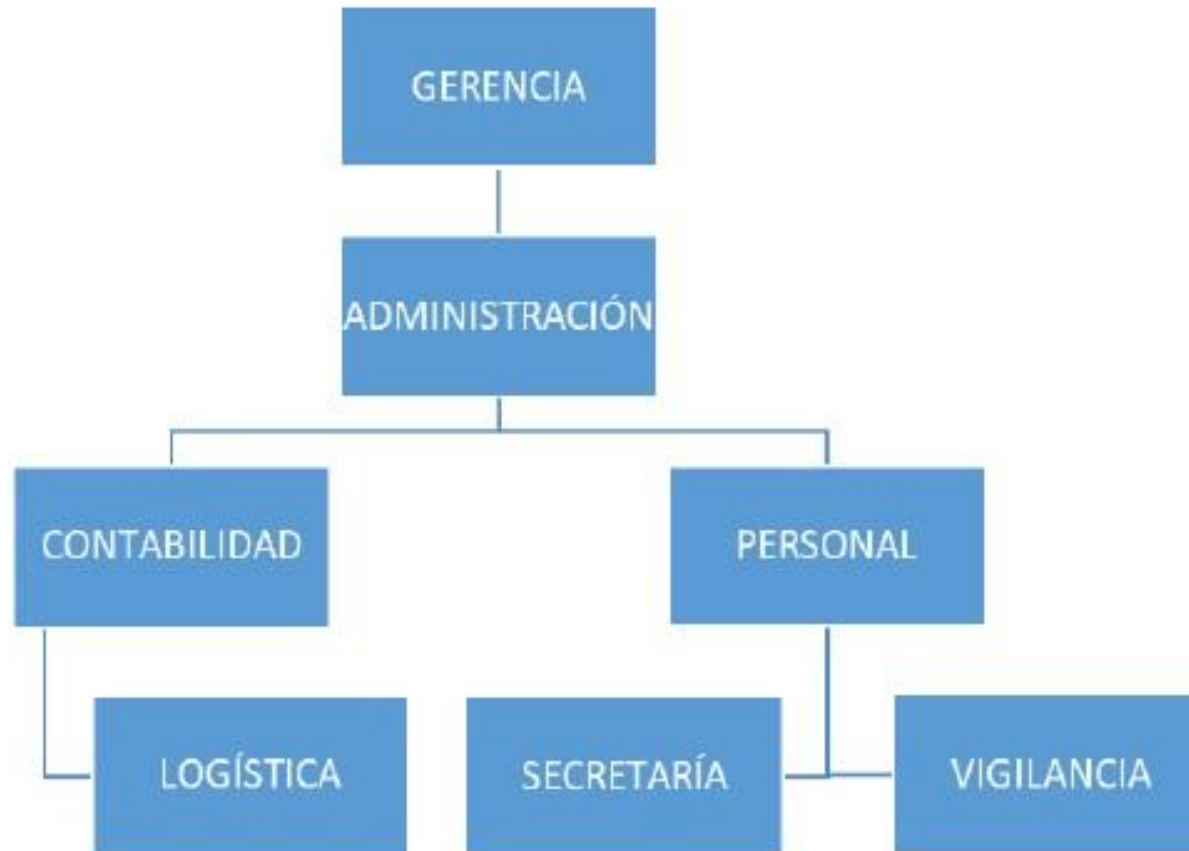 GERENCIA
ADMINISTRACIÓN
CONTABILIDAD
PERSONAL
LOGÍSTICA
SECRETARÍA
VIGILANCIA